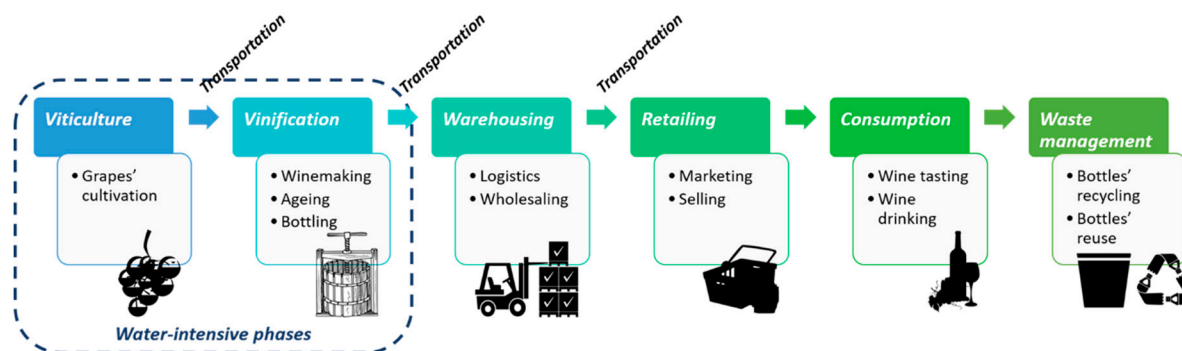 Transportation
Transportation
Transportation
Viticulture
• Grapes'
cultivation
Vinification
• Winemaking
• Ageing
• Bottling
Warehousing
• Logistics
• Wholesaling
Retailing
• Marketing
• Selling
Consumption
• Wine tasting
• Wine
drinking
Waste
management
• Bottles'
recycling
• Bottles'
reuse
Water-intensive phases